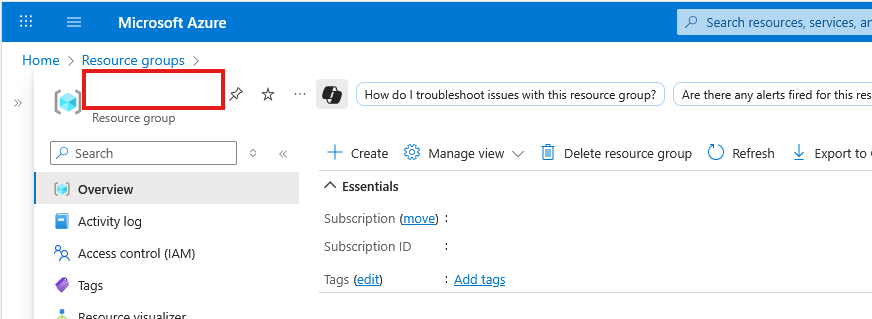 Microsoft Azure
Search resources, services, an
Home > Resource groups >
Resource group
How do I troubleshoot issues with this resource group?
Are there any alerts fired for this res
Search
Create
Manage view
Delete resource group
Refresh
Export to
Overview
Essentials
Activity log
Subscription (move) :
Access control (IAM)
Subscription ID :
Tags
Tags (edit) : Add tags
Resource visualizer